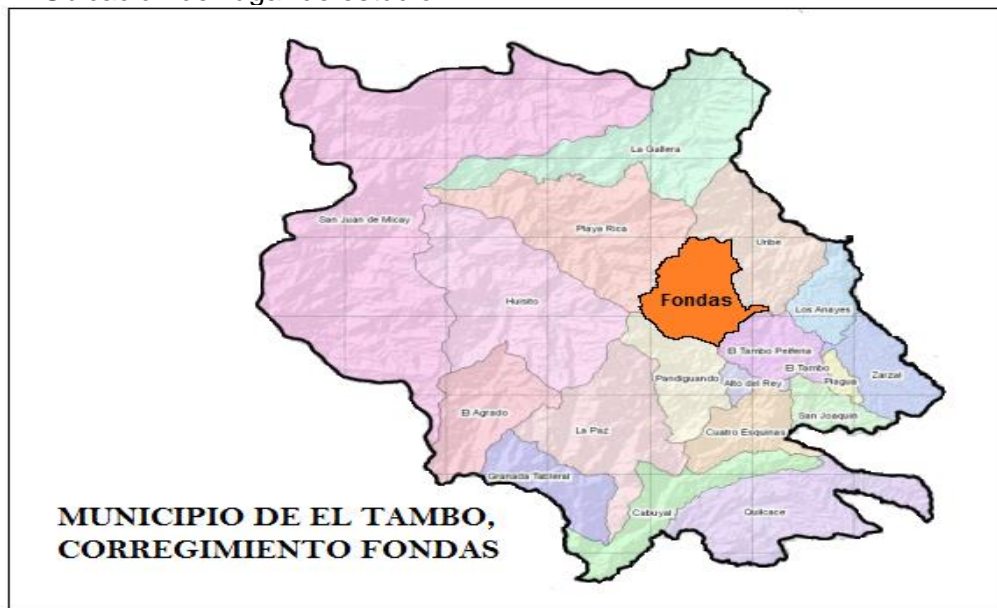 La Gallera
San Juan de Micay
Playa Rica
Uribe
Huisito
Fondas
Los Anayes
El Tambo Periferia
Pandiguando
El Tambo
Alto del Rey
Piagua
Zarzal
El Agrado
San Joaquin
La Paz
Cuatro Esquinas
Granada Tableral
Cabuyal
Quilcace
MUNICIPIO DE EL TAMBO,
CORREGIMIENTO FONDAS